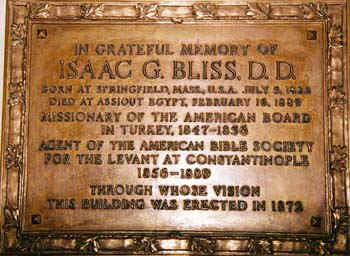 IN GRATEFUL MEMORY OF
ISAAC G. BLISS, D. D.
BORN AT SPRINGFIELD, MASS., U.S.A. JULY 5, 1822
DIED AT ASSIOUT EGYPT, FEBRUARY 16, 1889
MISSIONARY OF THE AMERICAN BOARD
IN TURKEY, 1847-1856
AGENT OF THE AMERICAN BIBLE SOCIETY
FOR THE LEVANT AT CONSTANTINOPLE
1856-1889
THROUGH WHOSE VISION
THIS BUILDING WAS ERECTED IN 1872